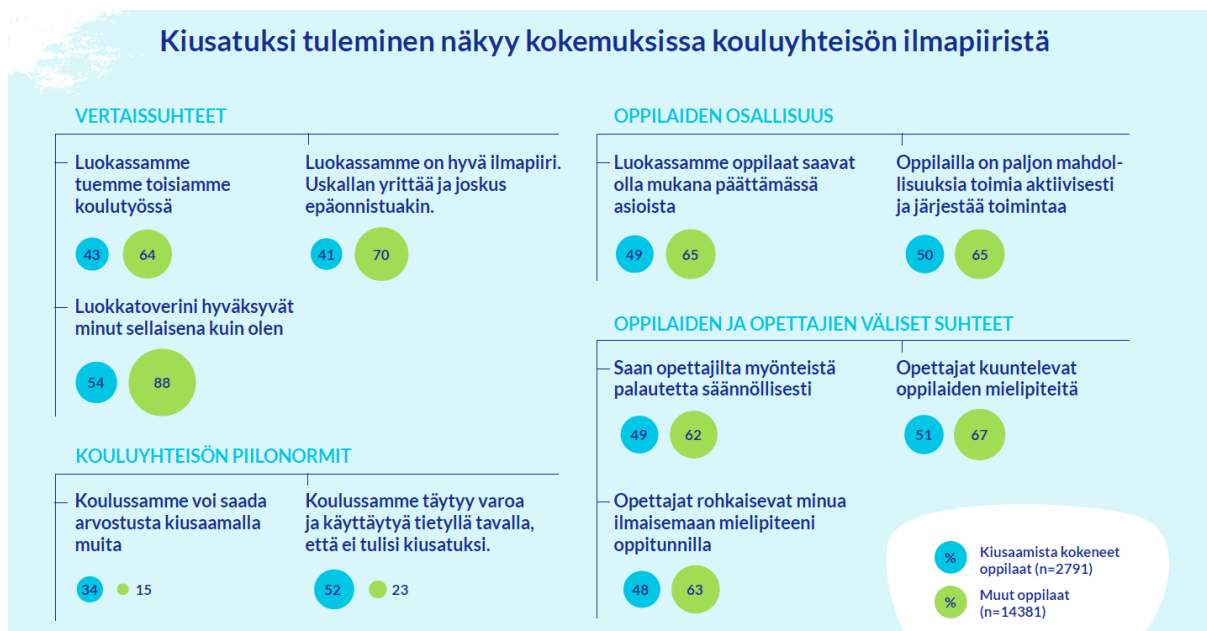 Kiusatuksi tuleminen näkyy kokemuksissa kouluyhteisön ilmapiiristä
VERTAISSUHTEET
Luokassamme
tuemme toisiamme
koulutyössä
43 64
Luokassamme on hyvä ilmapiiri.
Uskallan yrittää ja joskus
epäonnistuakin.
41 70
Luokkatoverini hyväksyvät
minut sellaisena kuin olen
54 88
KOULUYHTEISÖN PIILONORMIT
Koulussamme voi saada
arvostusta kiusaamalla
muita
34 15
Koulussamme täytyy varoa
ja käyttäytyä tietyllä tavalla,
että ei tulisi kiusatuksi.
52 23
OPPILAIDEN OSALLISUUS
Luokassamme oppilaat saavat
olla mukana päättämässä
asioista
49 65
Oppilailla on paljon mahdol-
lisuuksia toimia aktiivisesti
ja järjestää toimintaa
50 65
OPPILAIDEN JA OPETTAJIEN VÄLISET SUHTEET
Saan opettajilta myönteistä
palautetta säännöllisesti
49 62
Opettajat kuuntelevat
oppilaiden mielipiteitä
51 67
Opettajat rohkaisevat minua
ilmaisemaan mielipiteeni
oppitunnilla
48 63
% Kiusaamista kokeneet
oppilaat (n=2791)
% Muut oppilaat
(n=14381)